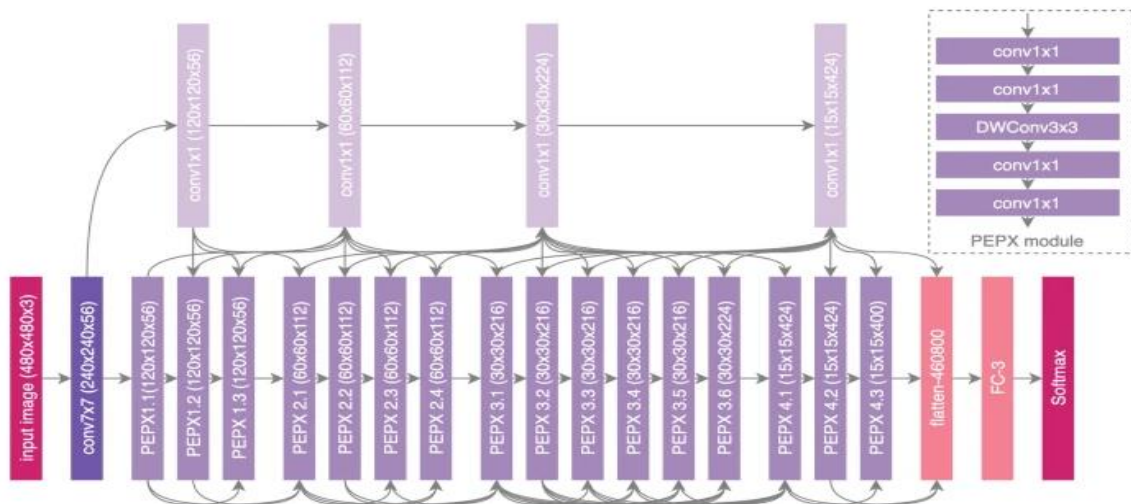 conv1x1 (120x120x56)
conv1x1 (60x60x112)
conv1x1 (30x30x224)
conv1x1 (15x15x424)
conv1x1
conv1x1
DWConv3x3
conv1x1
conv1x1
PEPX module
input image (480x480x3)
conv7x7 (240x240x56)
PEPX1.1(120x120x56)
PEPX1.2 (120x120x56)
PEPX 1.3 (120x120x56)
PEPX 2.1 (60x60x112)
PEPX 2.2 (60x60x112)
PEPX 2.3 (60x60x112)
PEPX 2.4 (60x60x112)
PEPX 3.1 (30x30x216)
PEPX 3.2 (30x30x216)
PEPX 3.3 (30x30x216)
PEPX 3.4 (30x30x216)
PEPX 3.5 (30x30x216)
PEPX 3.6 (30x30x224)
PEPX 4.1 (15x15x424)
PEPX 4.2 (15x15x424)
PEPX 4.3 (15x15x400)
flatten-460800
FC-3
Softmax